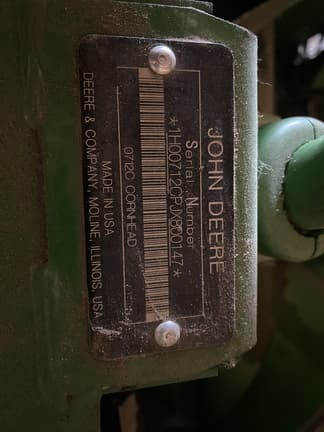 JOHN DEERE
Serial Number
*1H00712CPJX800147*
0712C CORNHEAD
MADE IN USA
DEERE & COMPANY, MOLINE, ILLINOIS, USA